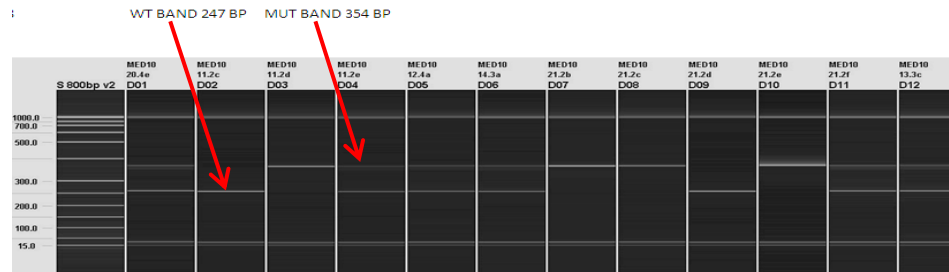 WT BAND 247 BP MUT BAND 354 BP
MED10 MED10 MED10 MED10 MED10 MED10 MED10 MED10 MED10 MED10 MED10 MED10
20.4e 11.2c 11.2d 11.2e 12.4a 14.3a 21.2b 21.2c 21.2d 21.2e 21.2f 13.3c
S 800bp v2 D01 D02 D03 D04 D05 D06 D07 D08 D09 D10 D11 D12
1000.0
700.0
500.0
300.0
200.0
100.0
15.0